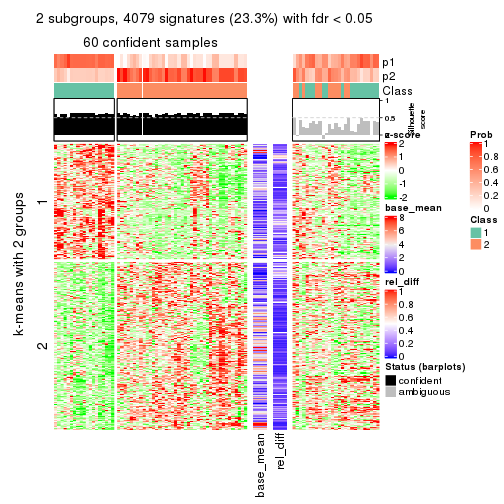 2 subgroups, 4079 signatures (23.3%) with fdr < 0.05
60 confident samples
p1
p2
Class
1
0.5
0
Silhouette
score
k-means with 2 groups
1
2
base_mean
rel_diff
z-score
2
1
0
-1
-2
base_mean
8
6
4
2
0
rel_diff
1
0.8
0.6
0.4
0.2
0
Status (barplots)
confident
ambiguous
Prob
1
0.8
0.6
0.4
0.2
0
Class
1
2